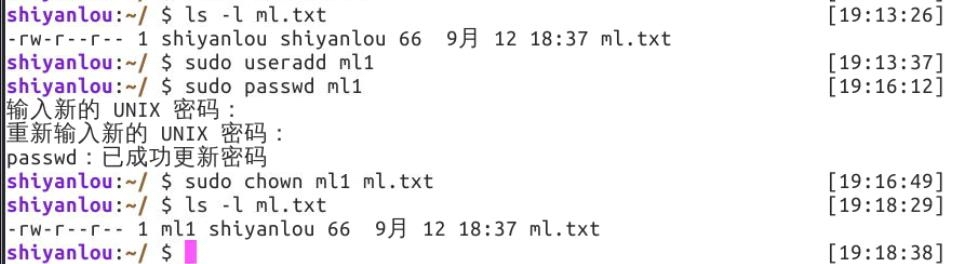 shiyanlou:~/ $ ls -l ml.txt [19:13:26]
-rw-r--r-- 1 shiyanlou shiyanlou 66  9月 12 18:37 ml.txt
shiyanlou:~/ $ sudo useradd ml1 [19:13:37]
shiyanlou:~/ $ sudo passwd ml1 [19:16:12]
输入新的 UNIX 密码：
重新输入新的 UNIX 密码：
passwd：已成功更新密码
shiyanlou:~/ $ sudo chown ml1 ml.txt [19:16:49]
shiyanlou:~/ $ ls -l ml.txt [19:18:29]
-rw-r--r-- 1 ml1 shiyanlou 66  9月 12 18:37 ml.txt
shiyanlou:~/ $ [19:18:38]